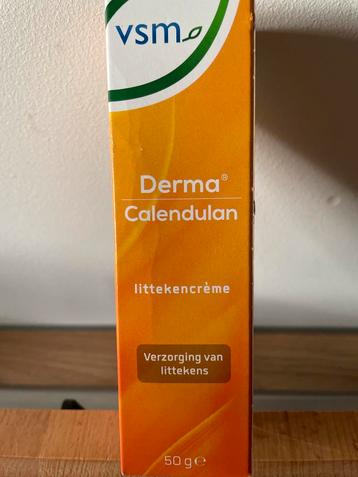 vsm
Derma®
Calendulan
littekencrème
Verzorging van
littekens
50 g ℮